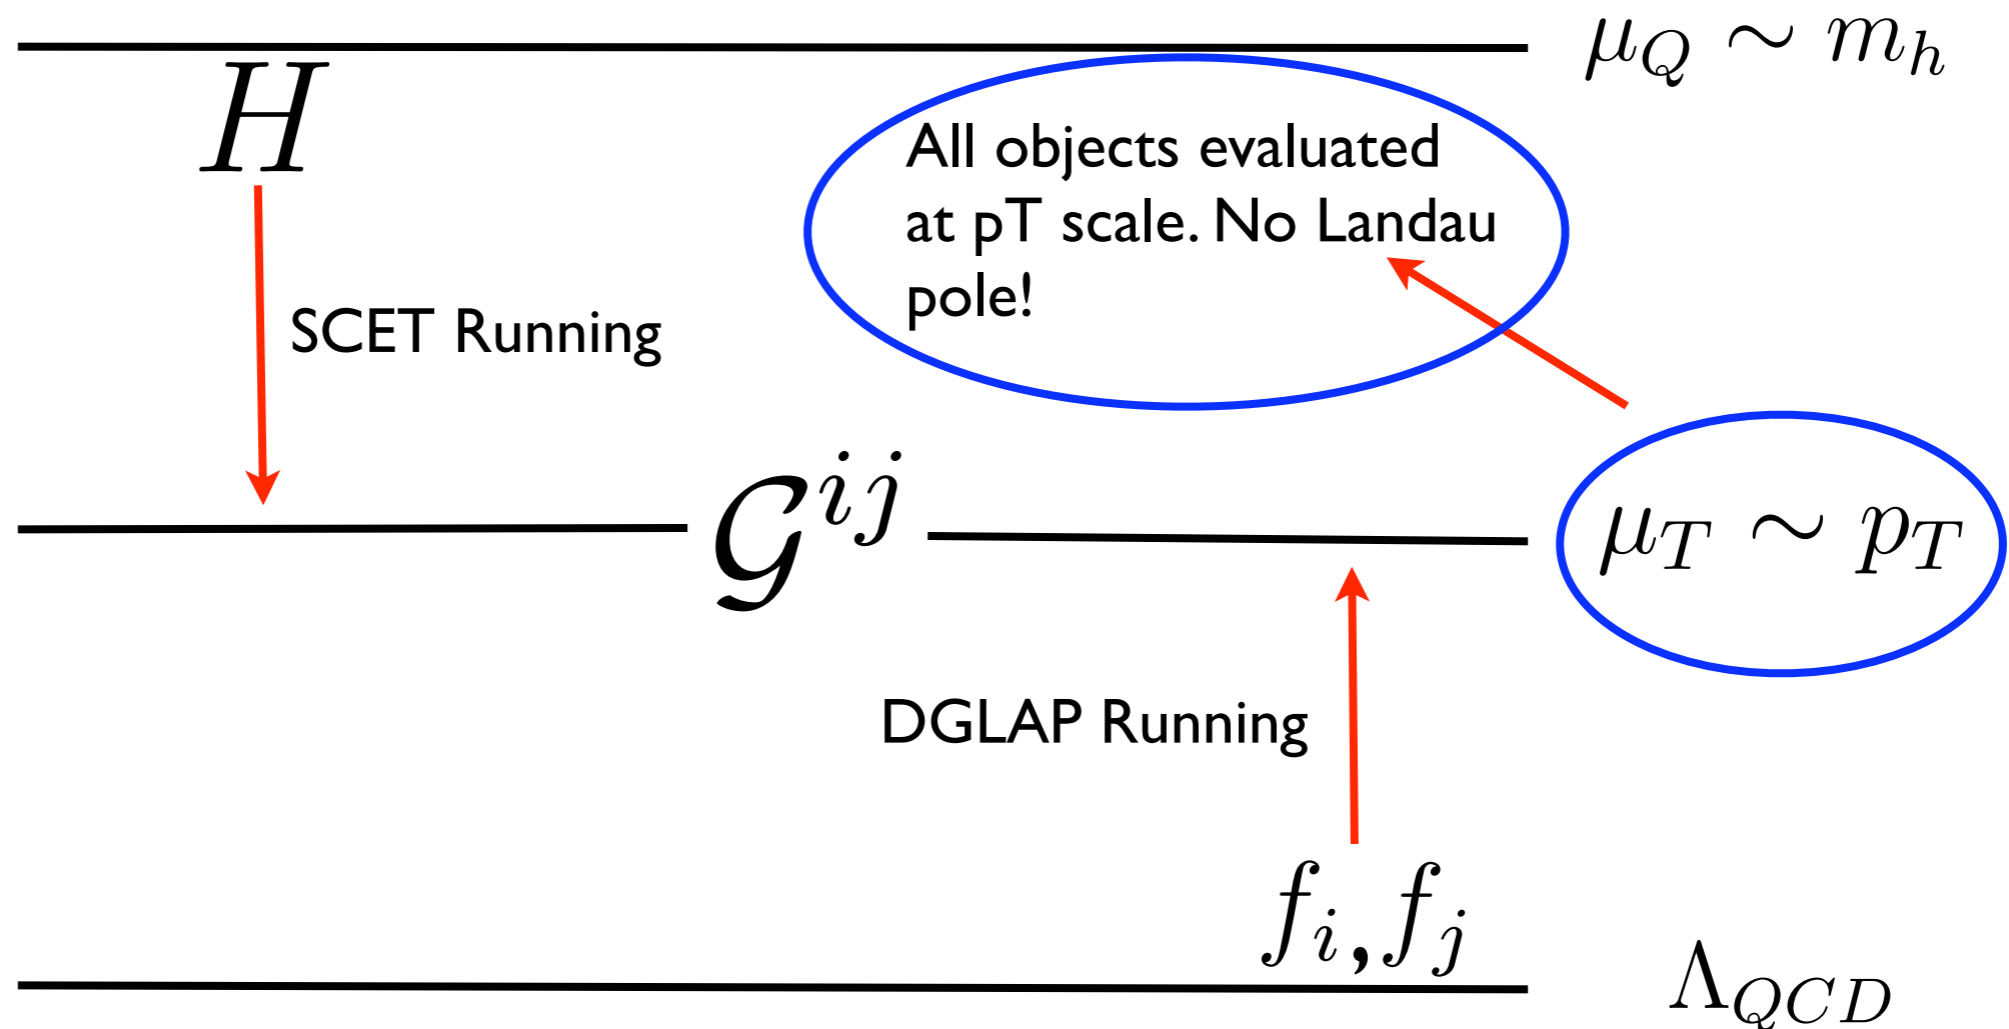 μ_Q ∼ m_h
H
All objects evaluated
at pT scale. No Landau
pole!
SCET Running
𝒢^{ij}
μ_T ∼ p_T
DGLAP Running
f_i, f_j
Λ_{QCD}